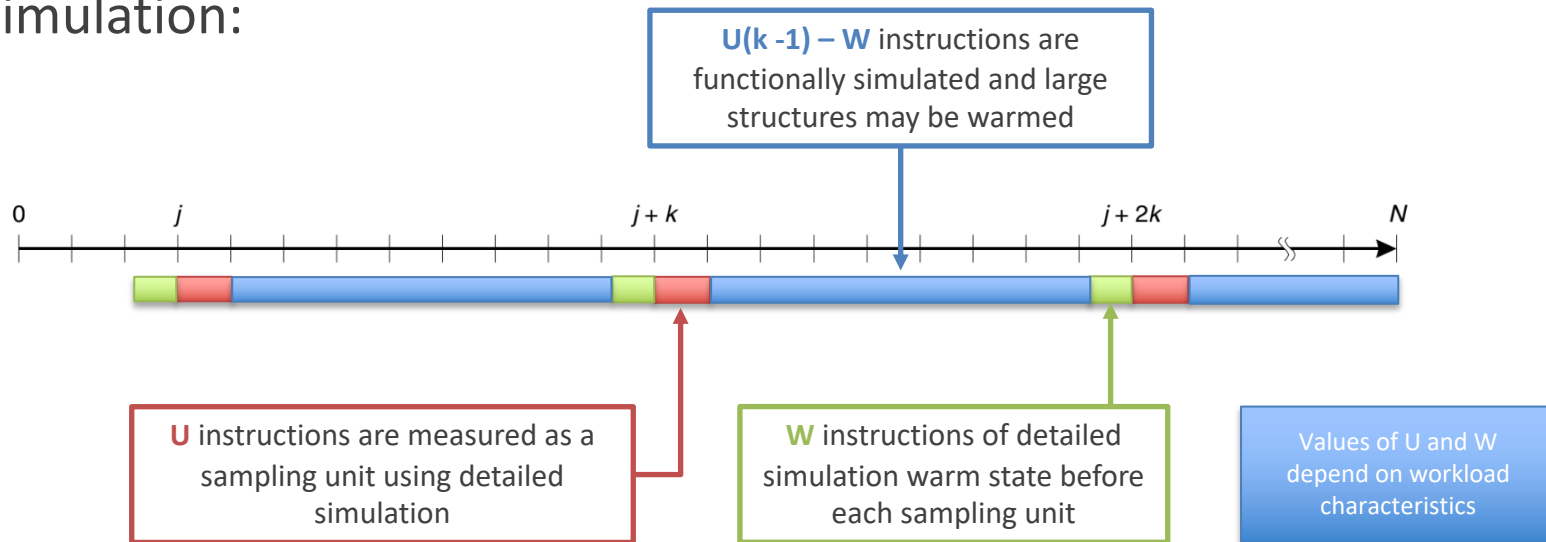 imulation:
U(k -1) – W instructions are
functionally simulated and large
structures may be warmed
0 j j + k j + 2k N
U instructions are measured as a
sampling unit using detailed
simulation
W instructions of detailed
simulation warm state before
each sampling unit
Values of U and W
depend on workload
characteristics